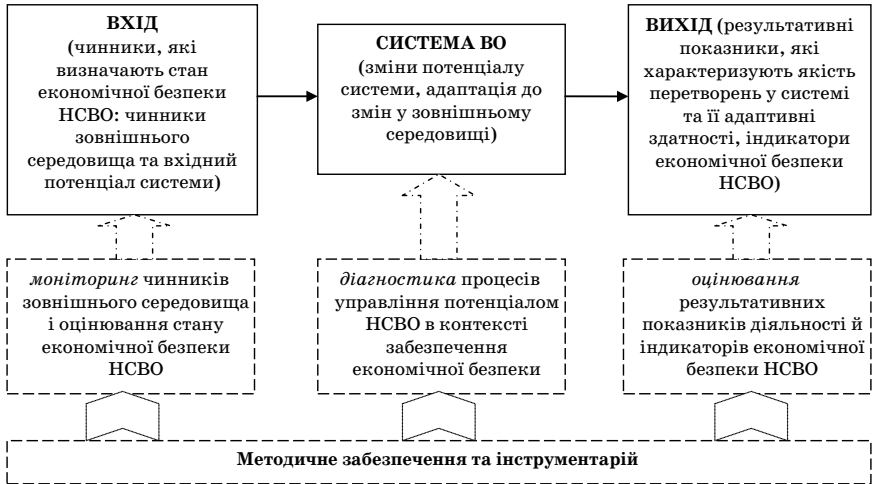 ВХІД
(чинники, які
визначають стан
економічної безпеки
НСВО: чинники
зовнішнього
середовища та вхідний
потенціал системи)
СИСТЕМА ВО
(зміни потенціалу
системи, адаптація до
змін у зовнішньому
середовищі)
ВИХІД (результативні
показники, які
характеризують якість
перетворень у системі
та її адаптивні
здатності, індикатори
економічної безпеки
НСВО)
моніторинг чинників
зовнішнього середовища
і оцінювання стану
економічної безпеки
НСВО
діагностика процесів
управління потенціалом
НСВО в контексті
забезпечення
економічної безпеки
оцінювання
результативних
показників діяльності й
індикаторів економічної
безпеки НСВО
Методичне забезпечення та інструментарій